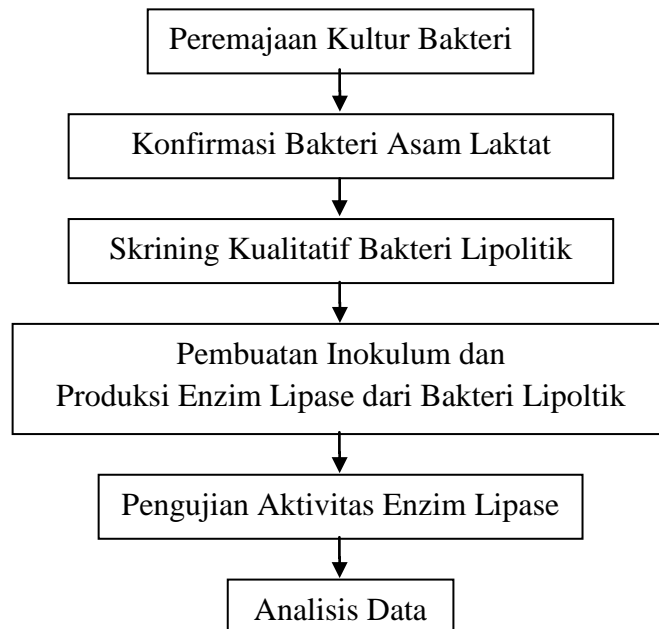 Peremajaan Kultur Bakteri
Konfirmasi Bakteri Asam Laktat
Skrining Kualitatif Bakteri Lipolitik
Pembuatan Inokulum dan
Produksi Enzim Lipase dari Bakteri Lipoltik
Pengujian Aktivitas Enzim Lipase
Analisis Data